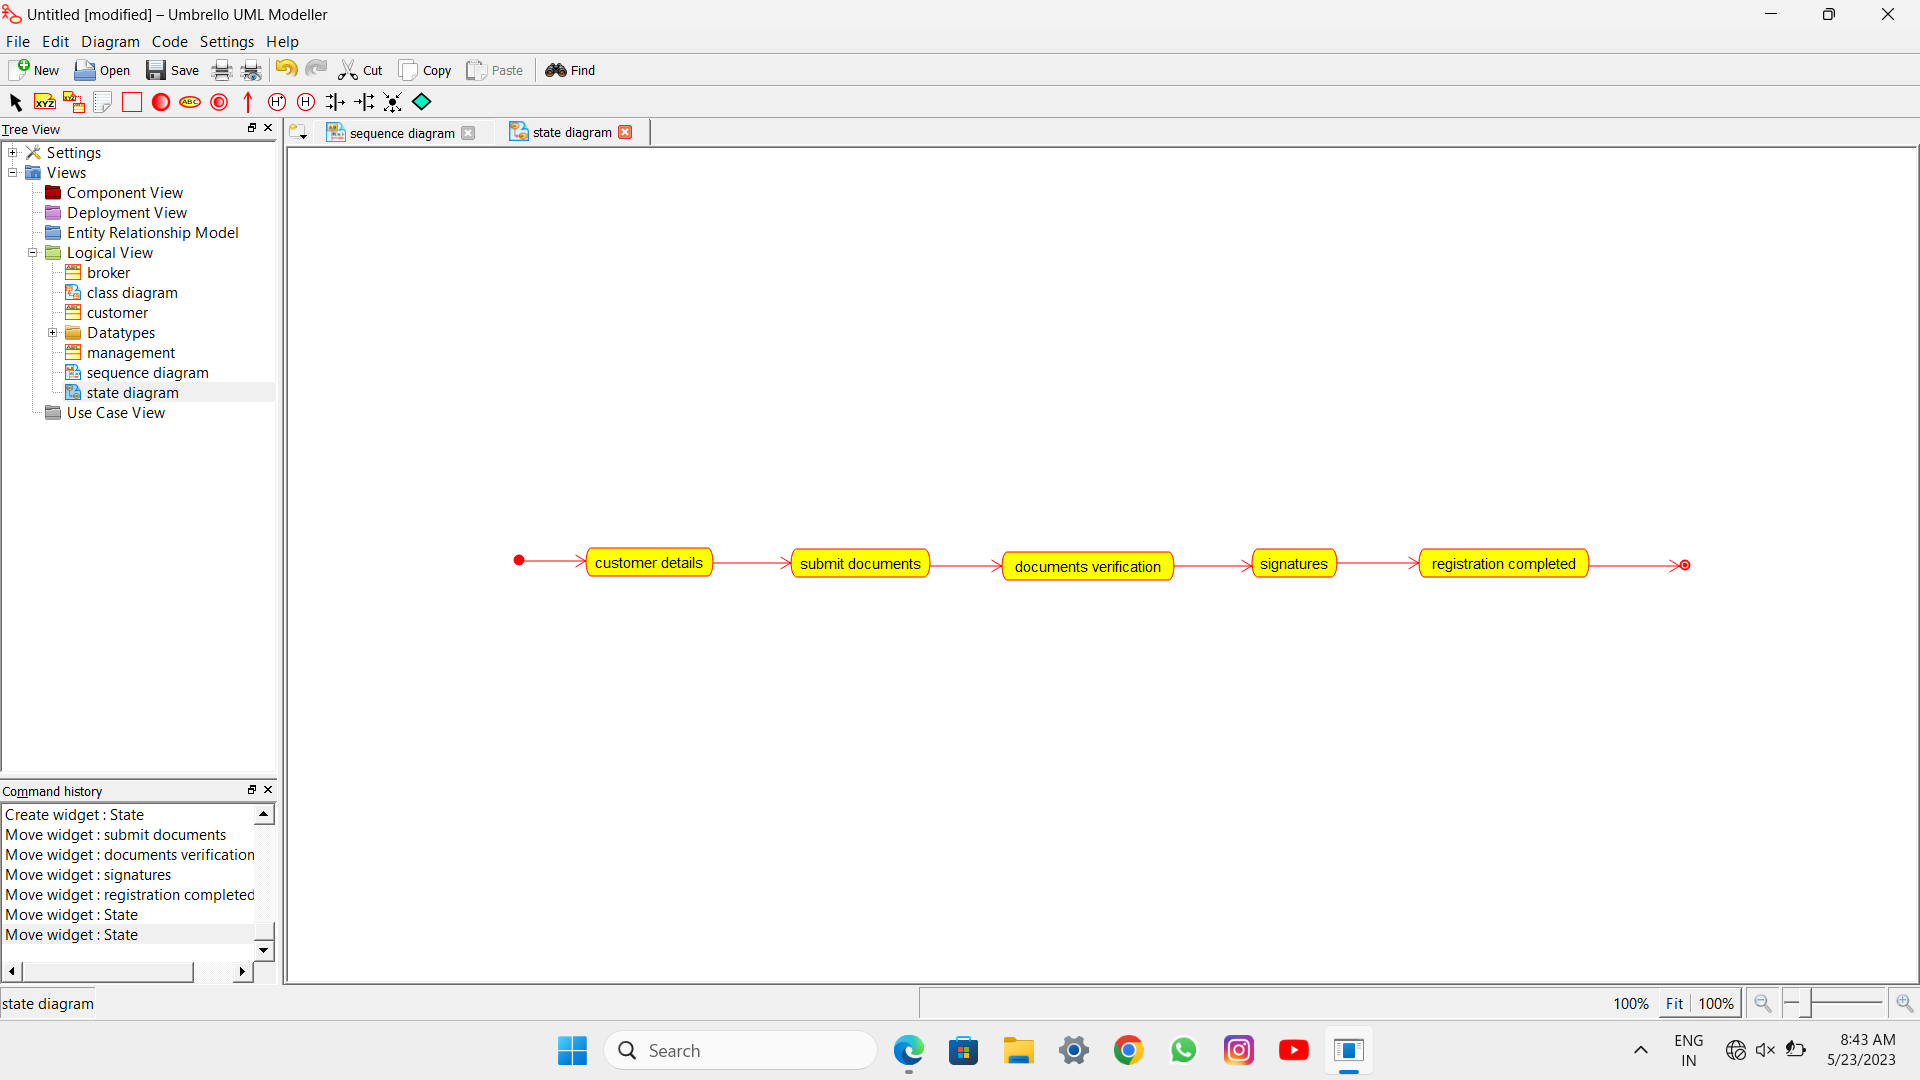 Untitled [modified] – Umbrello UML Modeller
File Edit Diagram Code Settings Help
New Open Save Cut Copy Paste Find
XYZ XYZ ABC H* H
Tree View
sequence diagram state diagram
Settings
Views
Component View
Deployment View
Entity Relationship Model
Logical View
broker
class diagram
customer
Datatypes
management
sequence diagram
state diagram
Use Case View
customer details submit documents documents verification signatures registration completed
Command history
Create widget : State
Move widget : submit documents
Move widget : documents verification
Move widget : signatures
Move widget : registration completed
Move widget : State
Move widget : State
state diagram 100% Fit 100%
Search
ENG
IN
8:43 AM
5/23/2023